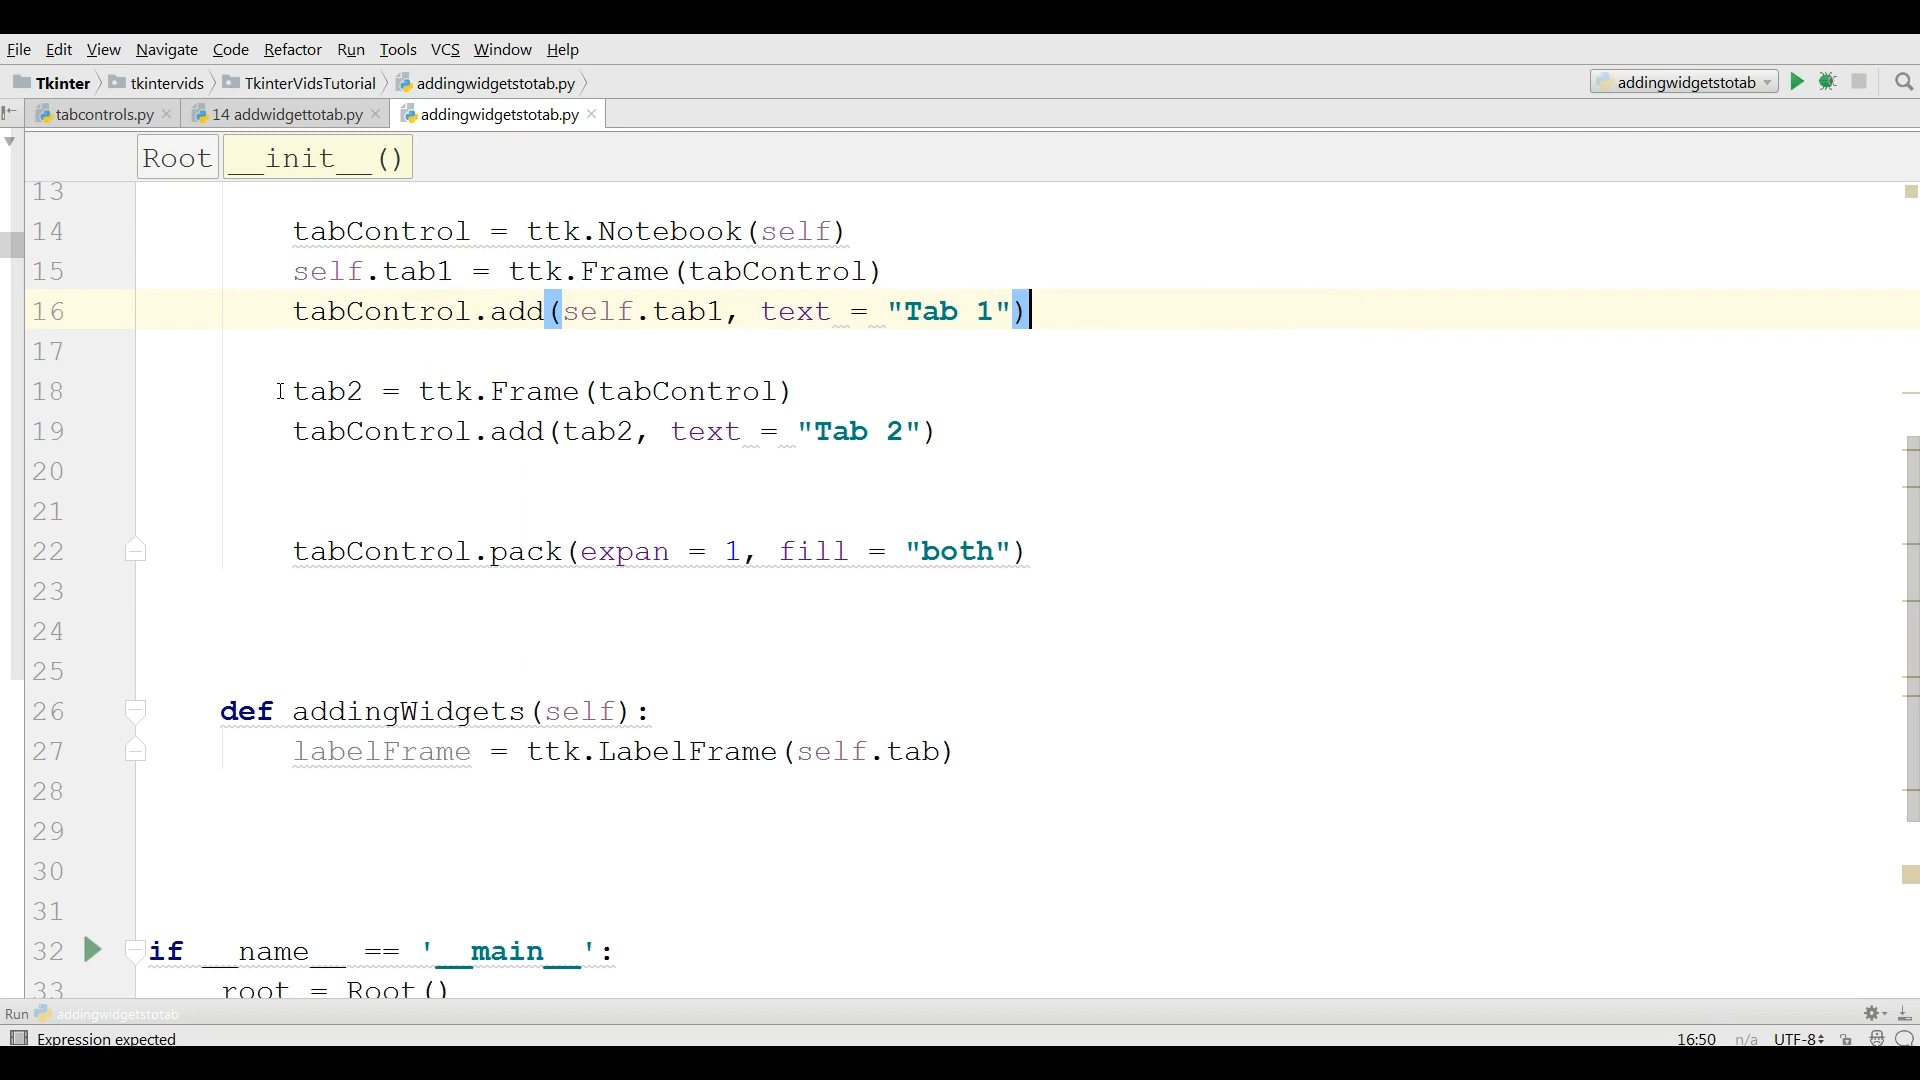 File Edit View Navigate Code Refactor Run Tools VCS Window Help
Tkinter tkintervids TkinterVidsTutorial addingwidgetstotab.py addingwidgetstotab
tabcontrols.py 14 addwidgettotab.py addingwidgetstotab.py
Root __init__()
13
14 tabControl = ttk.Notebook(self)
15 self.tab1 = ttk.Frame(tabControl)
16 tabControl.add(self.tab1, text = "Tab 1")
17
18 tab2 = ttk.Frame(tabControl)
19 tabControl.add(tab2, text = "Tab 2")
20
21
22 tabControl.pack(expan = 1, fill = "both")
23
24
25
26 def addingWidgets(self):
27 labelFrame = ttk.LabelFrame(self.tab)
28
29
30
31
32 if __name__ == '__main__':
33 root = Root()
Run addingwidgetstotab
Expression expected 16:50 n/a UTF-8